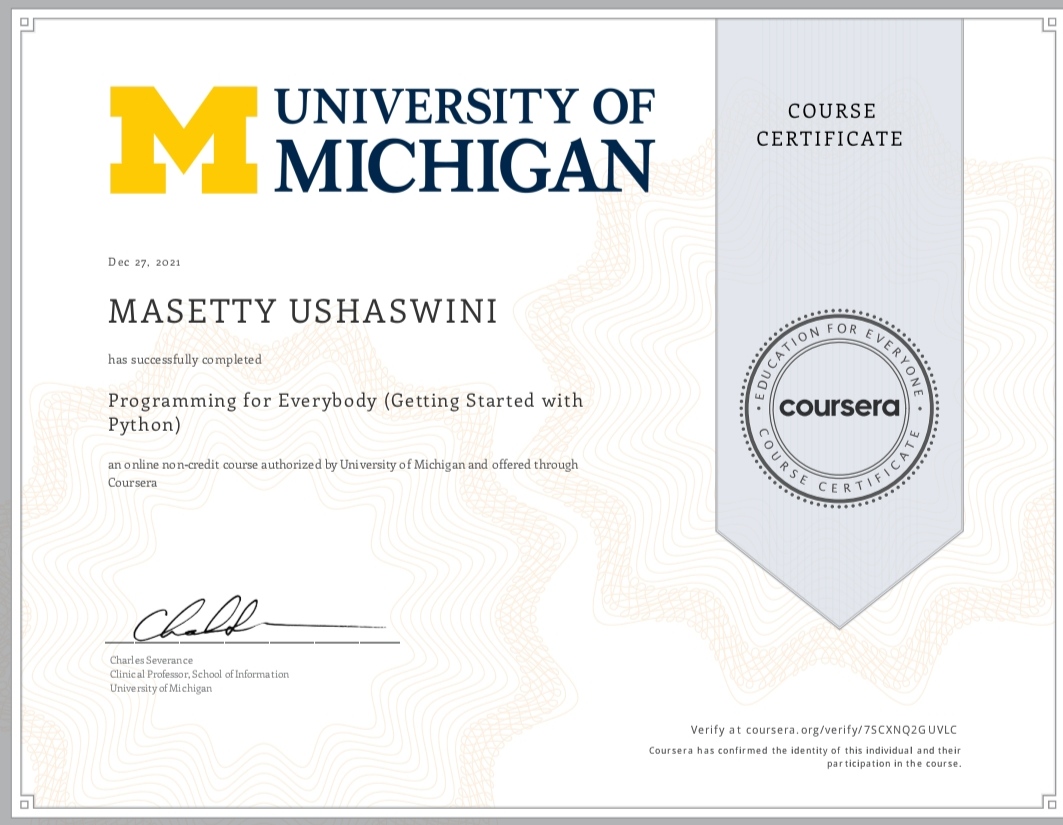 UNIVERSITY OF
MICHIGAN
COURSE
CERTIFICATE
Dec 27, 2021
MASETTY USHASWINI
has successfully completed
Programming for Everybody (Getting Started with
Python)
an online non-credit course authorized by University of Michigan and offered through
Coursera
EDUCATION FOR EVERYONE
coursera
COURSE CERTIFICATE
Charles Severance
Clinical Professor, School of Information
University of Michigan
Verify at coursera.org/verify/7SCXNQ2GUVLC
Coursera has confirmed the identity of this individual and their
participation in the course.